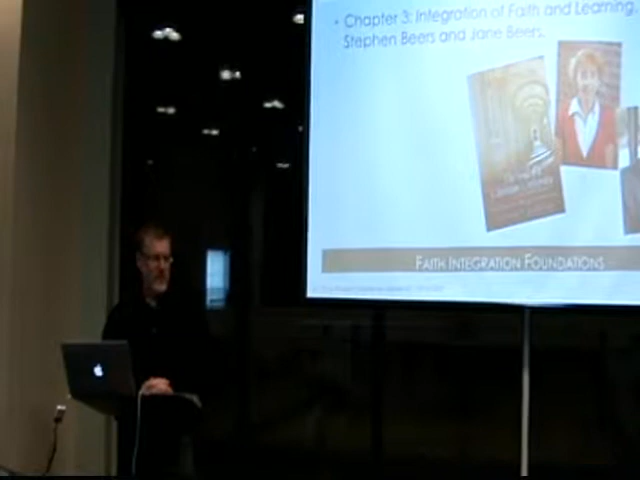 Chapter 3: Integration of Faith and Learning,
Stephen Beers and Jane Beers.
FAITH INTEGRATION FOUNDATIONS